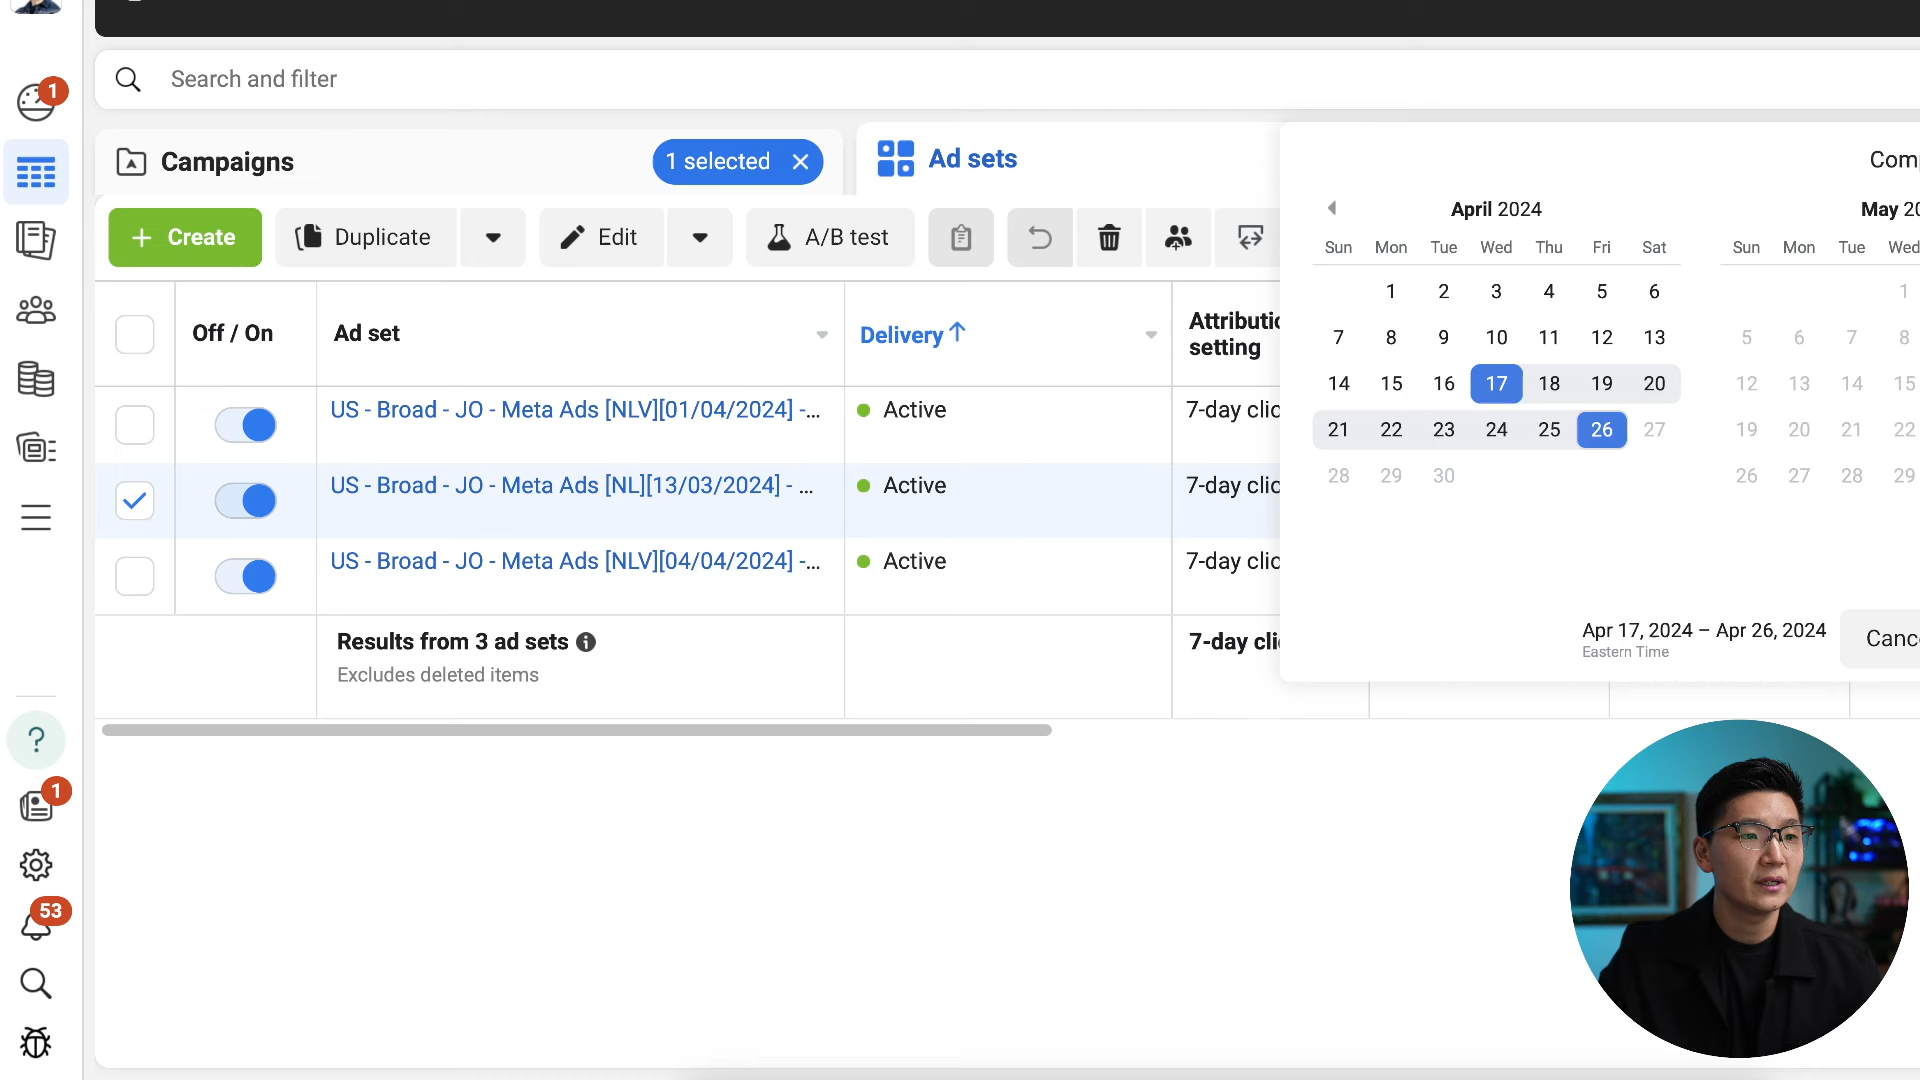 1
Search and filter
Campaigns
1 selected
Ad sets
Create
Duplicate
Edit
A/B test
Off / On
Ad set
Delivery
Attributio
setting
US - Broad - JO - Meta Ads [NLV][01/04/2024] -...
Active
7-day clic
US - Broad - JO - Meta Ads [NL][13/03/2024] - ...
Active
7-day clic
US - Broad - JO - Meta Ads [NLV][04/04/2024] -...
Active
7-day clic
Results from 3 ad sets
Excludes deleted items
7-day cli
Comp
April 2024
Sun Mon Tue Wed Thu Fri Sat
1 2 3 4 5 6
7 8 9 10 11 12 13
14 15 16 17 18 19 20
21 22 23 24 25 26 27
28 29 30
May 20
Sun Mon Tue Wed
1
5 6 7 8
12 13 14 15
19 20 21 22
26 27 28 29
Apr 17, 2024 – Apr 26, 2024
Eastern Time
Canc
?
1
53